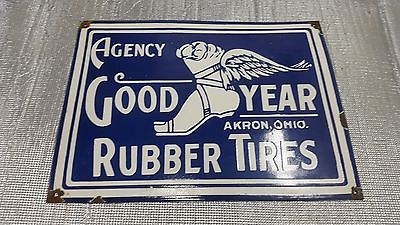 AGENCY
GOOD YEAR
AKRON, OHIO.
RUBBER TIRES